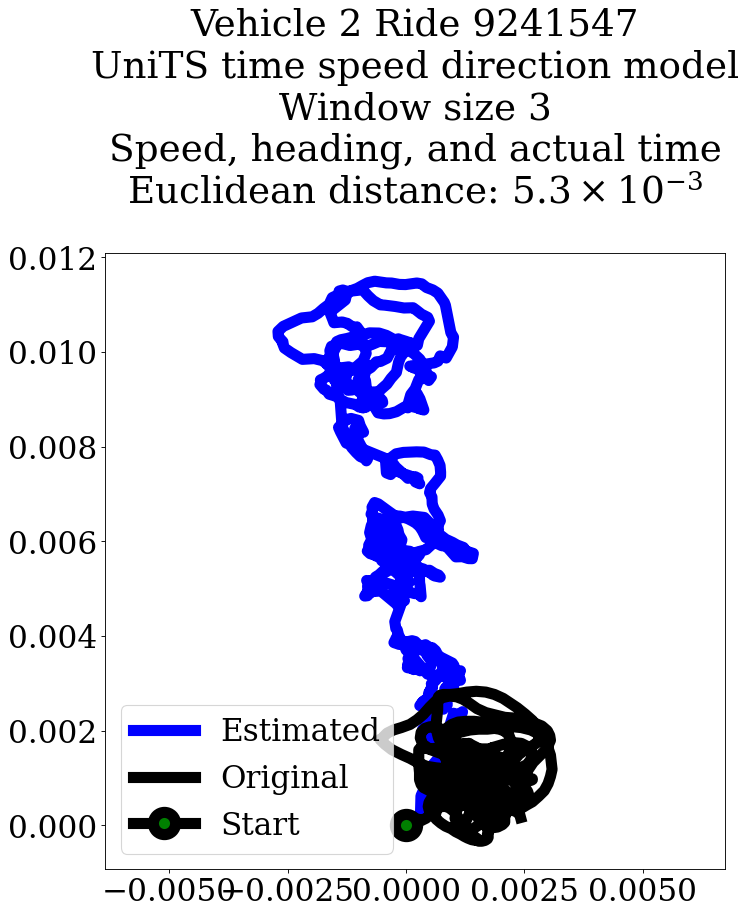 Vehicle 2 Ride 9241547
UniTS time speed direction model
Window size 3
Speed, heading, and actual time
Euclidean distance: 5.3 × 10⁻³
0.012
0.010
0.008
0.006
0.004
0.002
0.000
Estimated
Original
Start
−0.005 −0.0025 0.0000 0.0025 0.0050